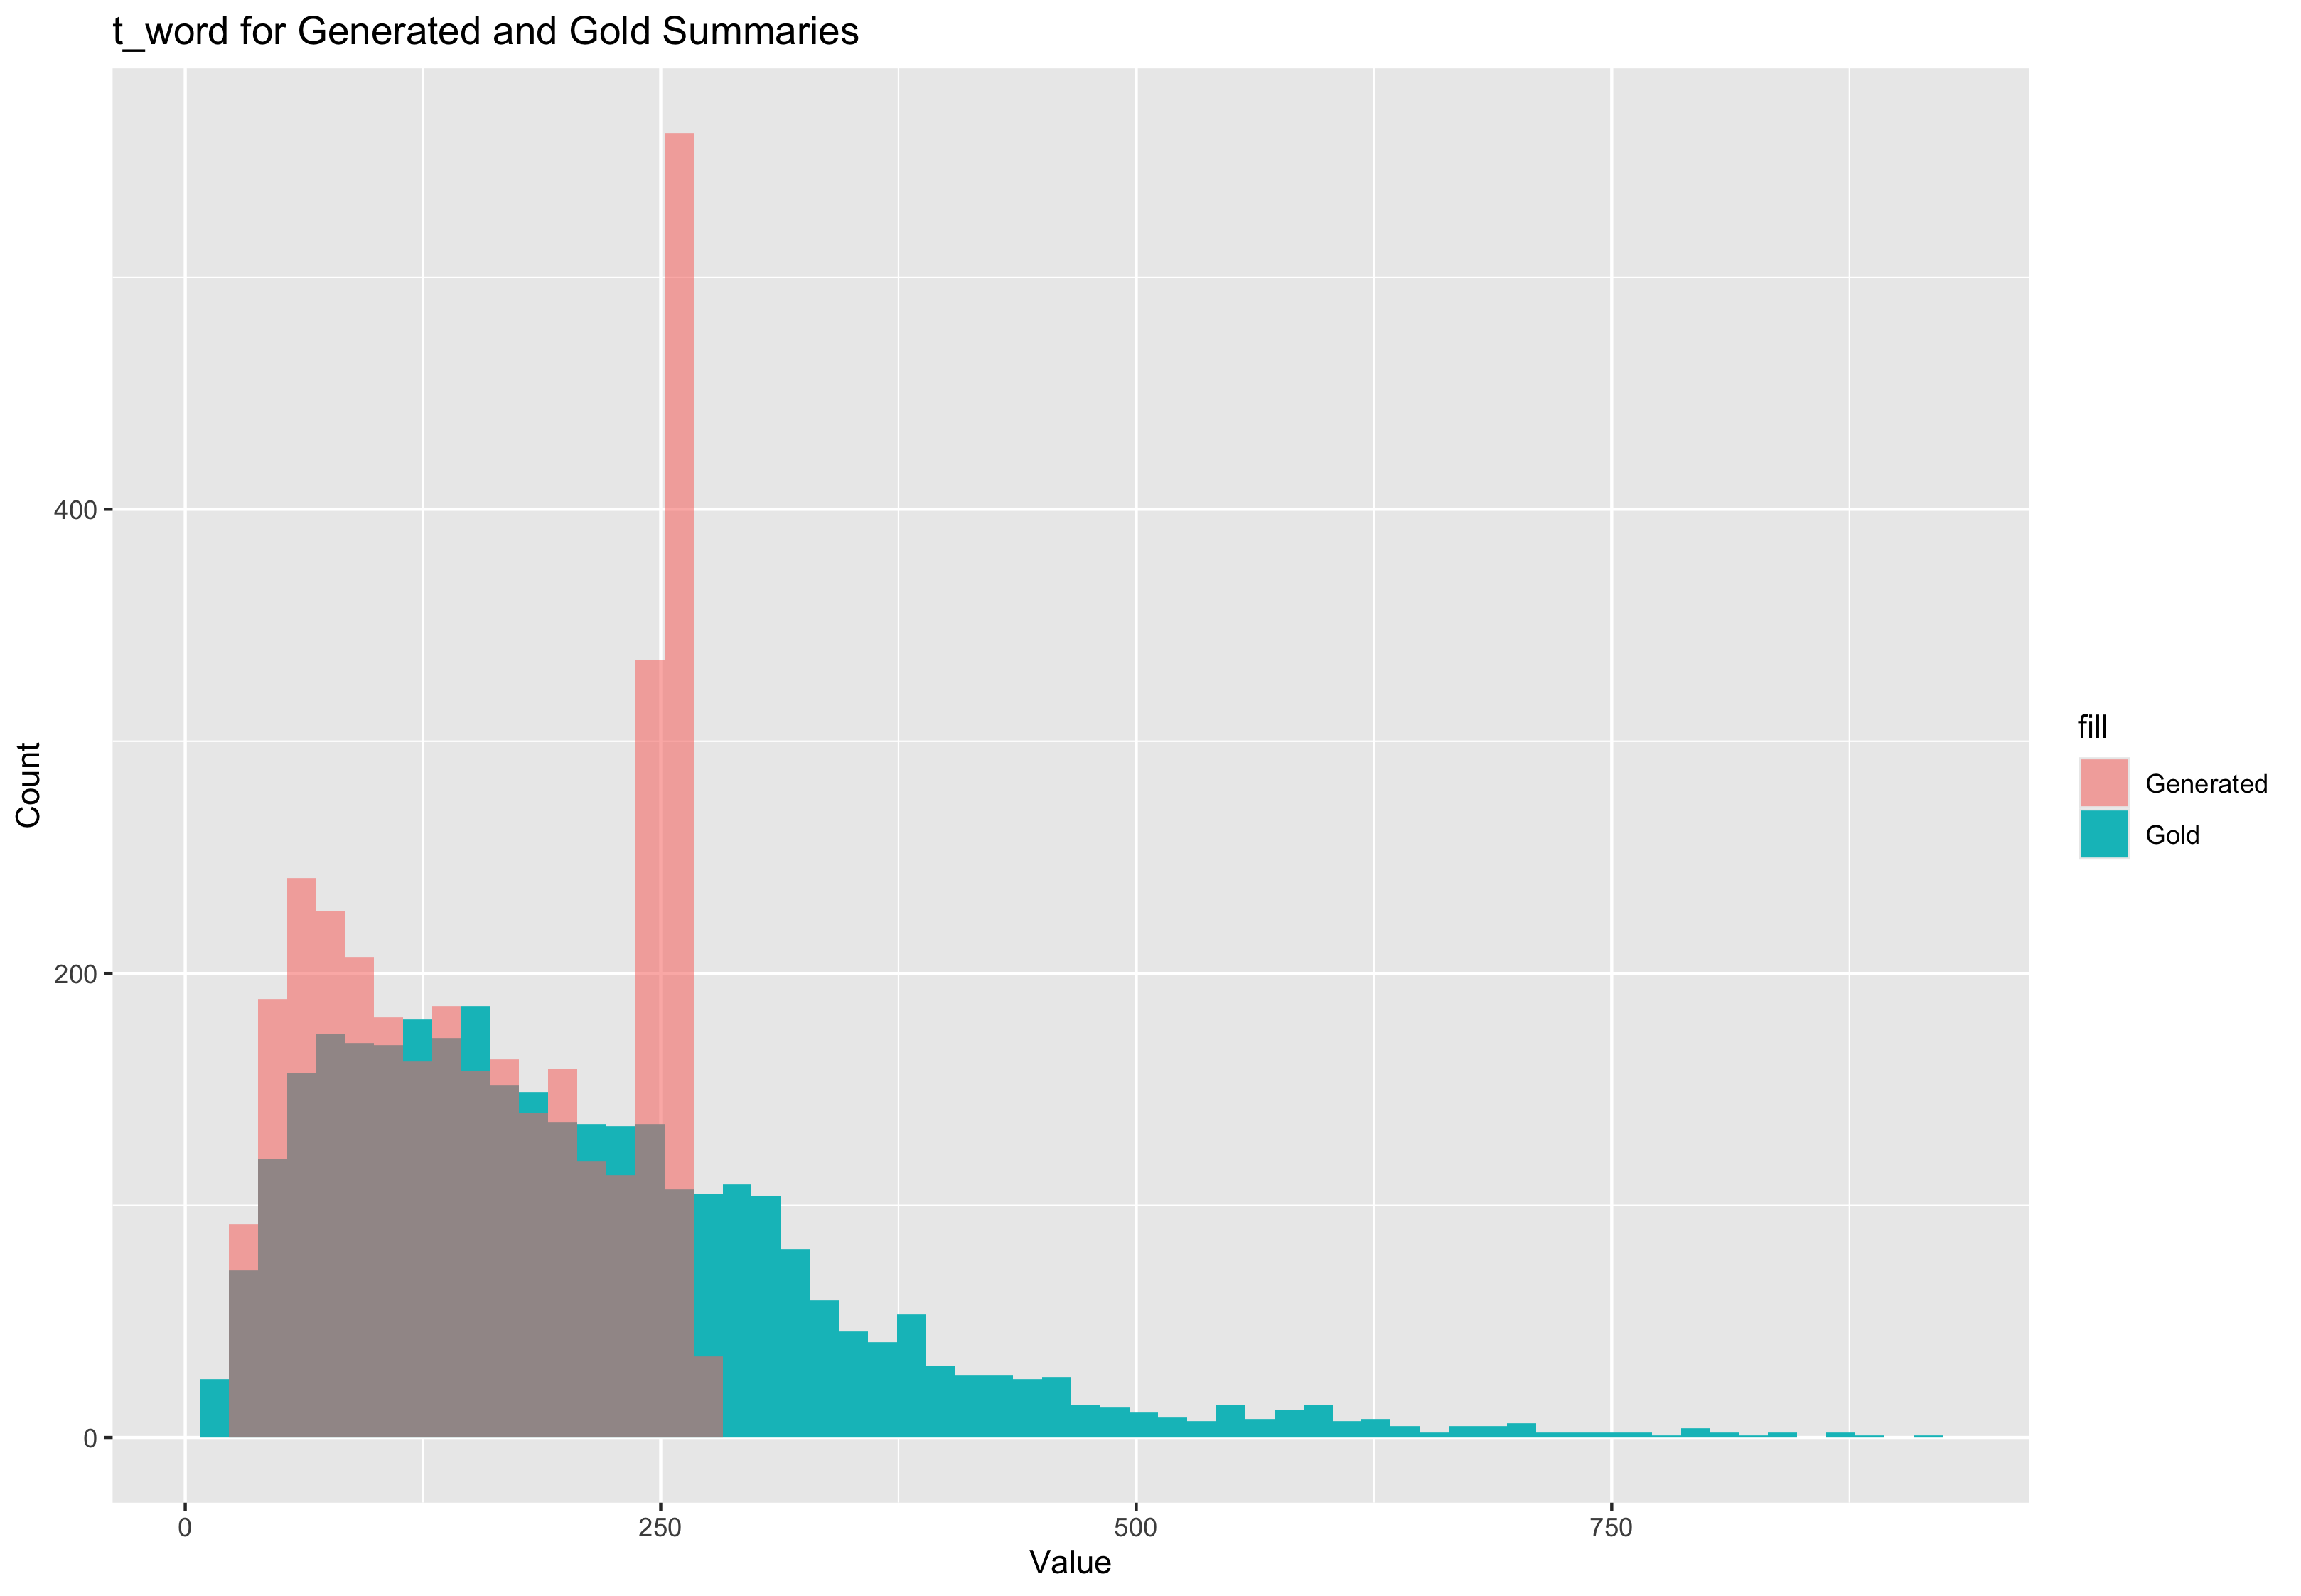 t_word for Generated and Gold Summaries
Count
400
200
0
0 250 500 750
Value
fill
Generated
Gold